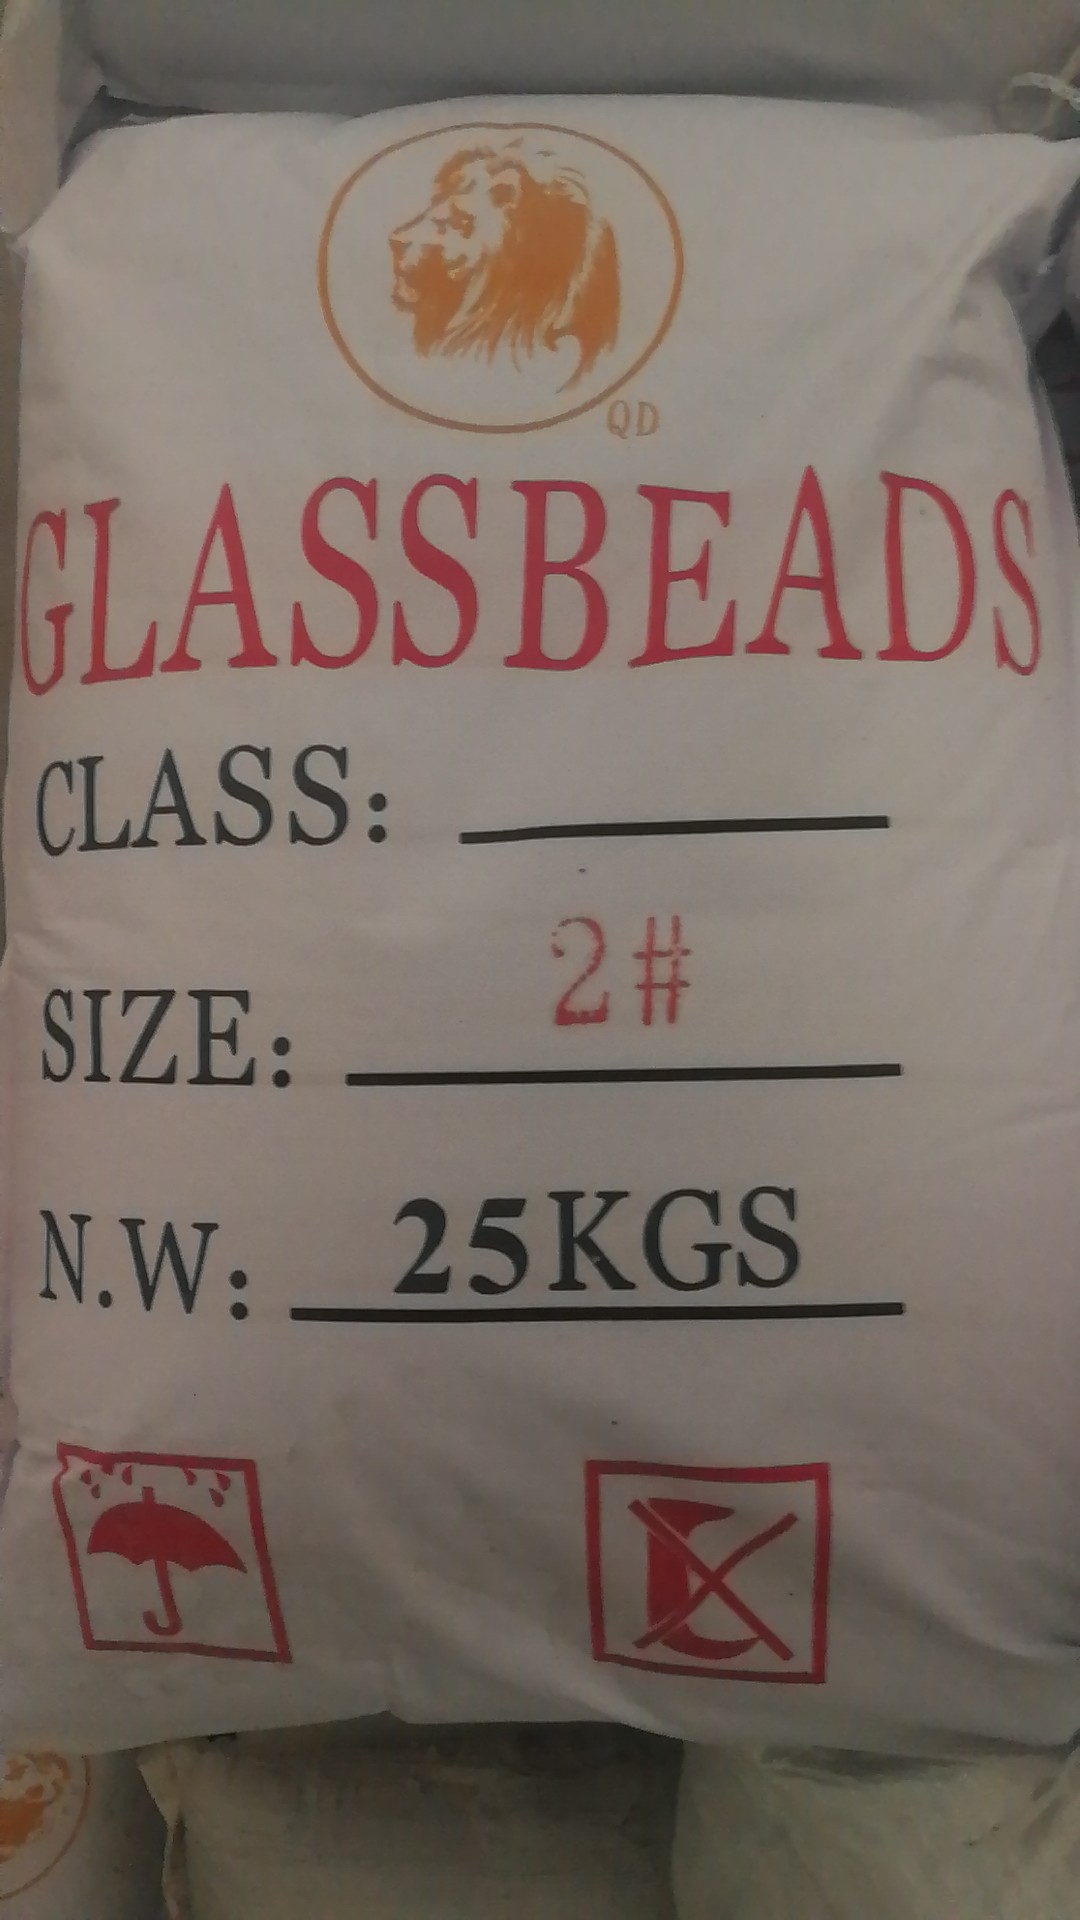 QD
GLASSBEADS
CLASS:
SIZE: 2#
N.W: 25KGS